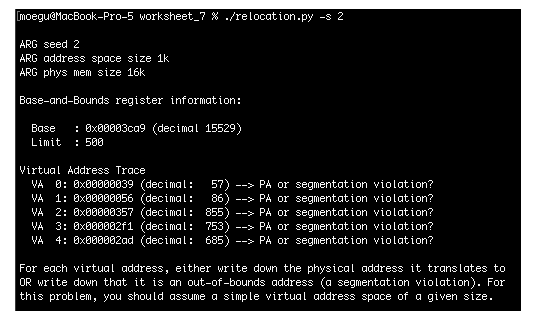 [moegu@MacBook-Pro-5 worksheet_7 % ./relocation.py -s 2
ARG seed 2
ARG address space size 1k
ARG phys mem size 16k
Base-and-Bounds register information:
Base   : 0x00003ca9 (decimal 15529)
Limit  : 500
Virtual Address Trace
VA  0: 0x00000039 (decimal:   57) --> PA or segmentation violation?
VA  1: 0x00000056 (decimal:   86) --> PA or segmentation violation?
VA  2: 0x00000357 (decimal:  855) --> PA or segmentation violation?
VA  3: 0x000002f1 (decimal:  753) --> PA or segmentation violation?
VA  4: 0x000002ad (decimal:  685) --> PA or segmentation violation?
For each virtual address, either write down the physical address it translates to
OR write down that it is an out-of-bounds address (a segmentation violation). For
this problem, you should assume a simple virtual address space of a given size.